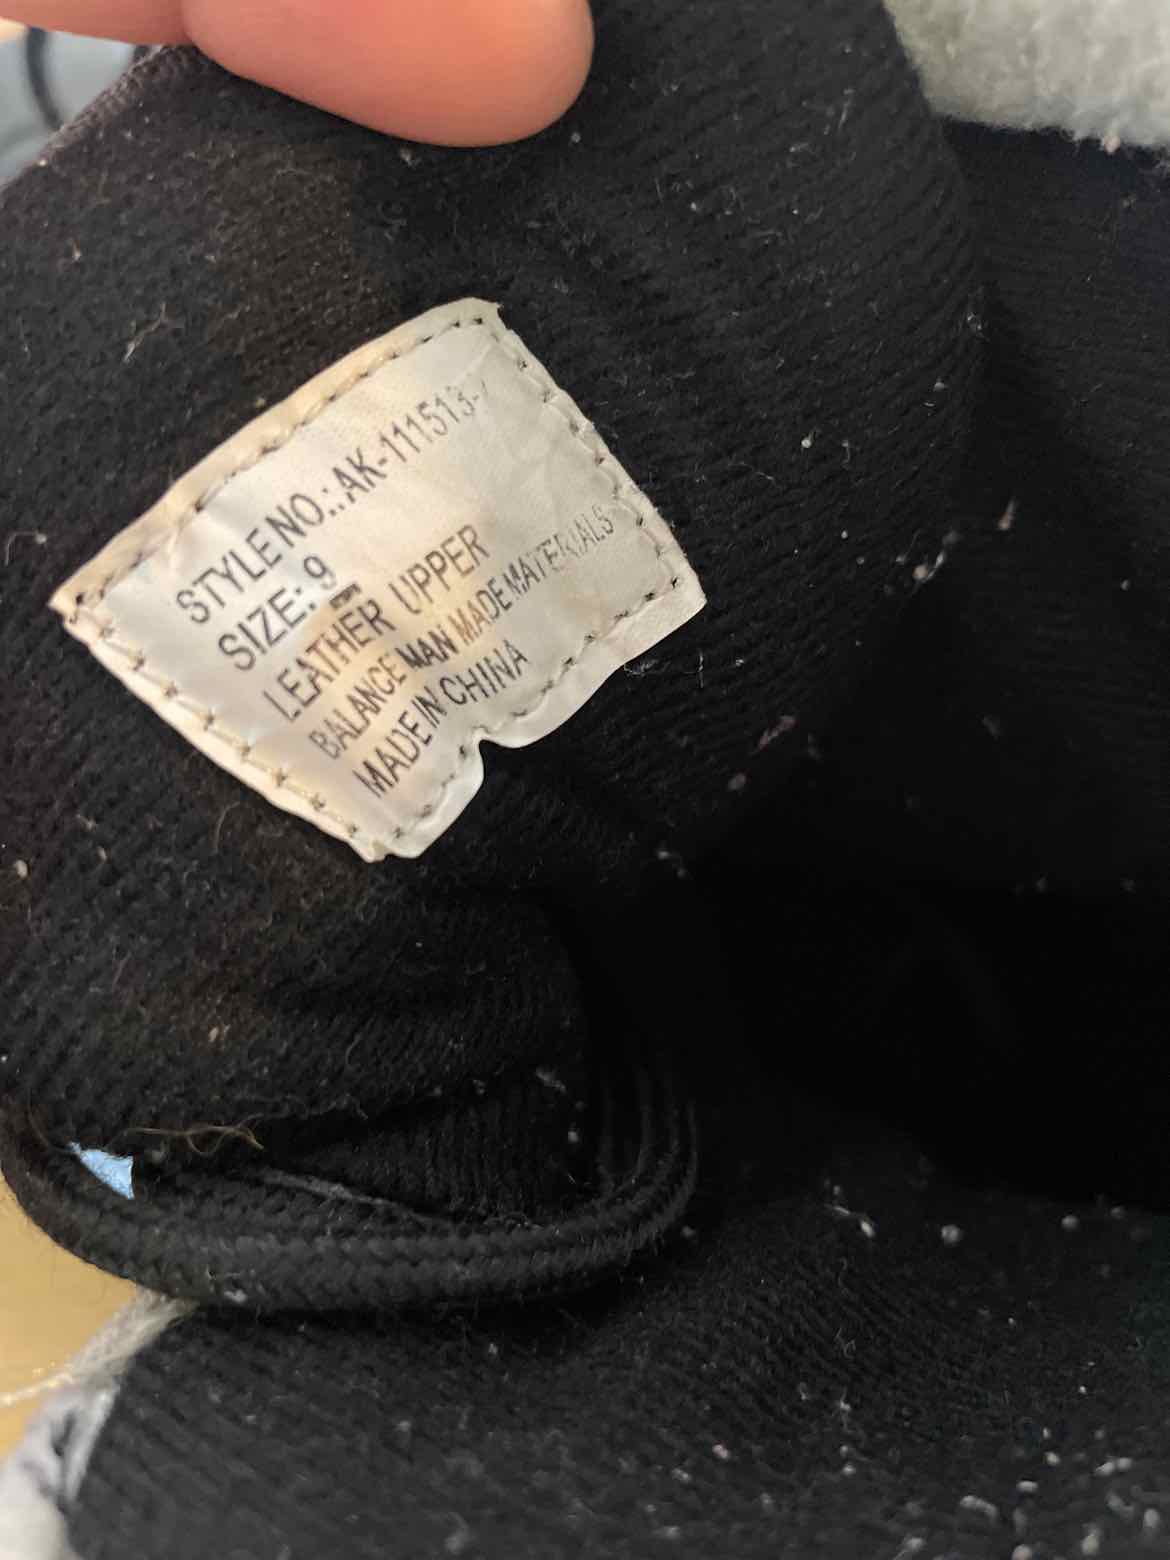 STYLE NO.:.AK-111513-Y
SIZE: 9
LEATHER UPPER
BALANCE MAN MADE MATERIALS
MADE IN CHINA